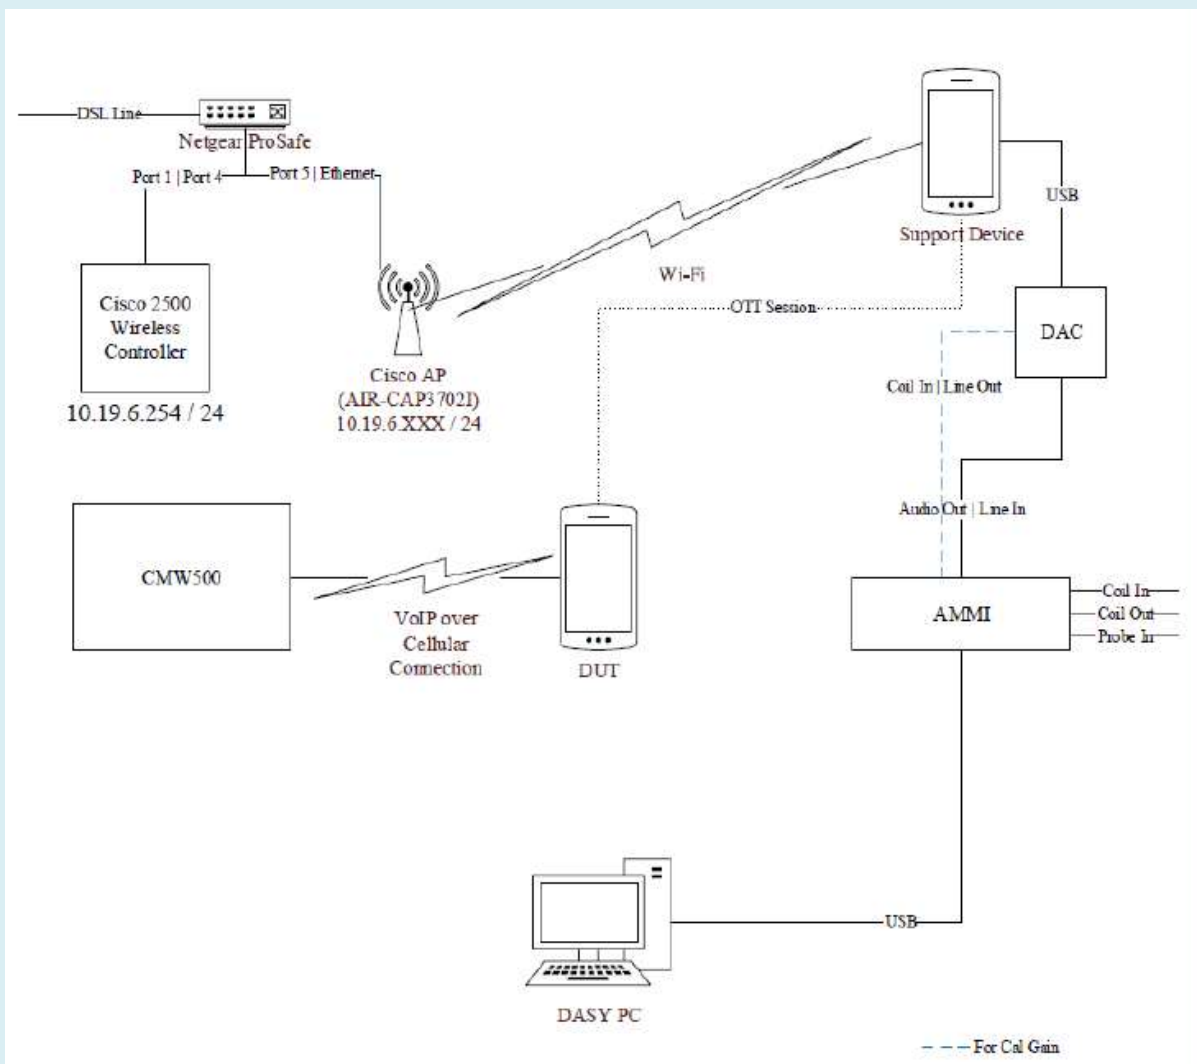 DSL Line
Netgear ProSafe
Port 1 | Port 4
Port 5 | Ethernet
Cisco 2500
Wireless
Controller
10.19.6.254 / 24
Cisco AP
(AIR-CAP3702I)
10.19.6.XXX / 24
Wi-Fi
Support Device
USB
OTT Session
DAC
Coil In | Line Out
Audio Out | Line In
CMW500
VoIP over
Cellular
Connection
DUT
AMMI
Coil In
Coil Out
Probe In
USB
DASY PC
For Cal Gain